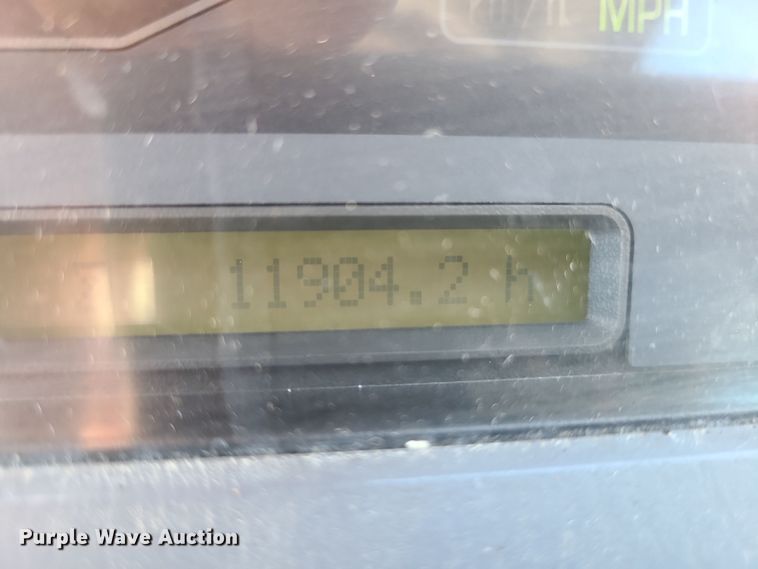 MPH
11904.2 h
Purple Wave Auction